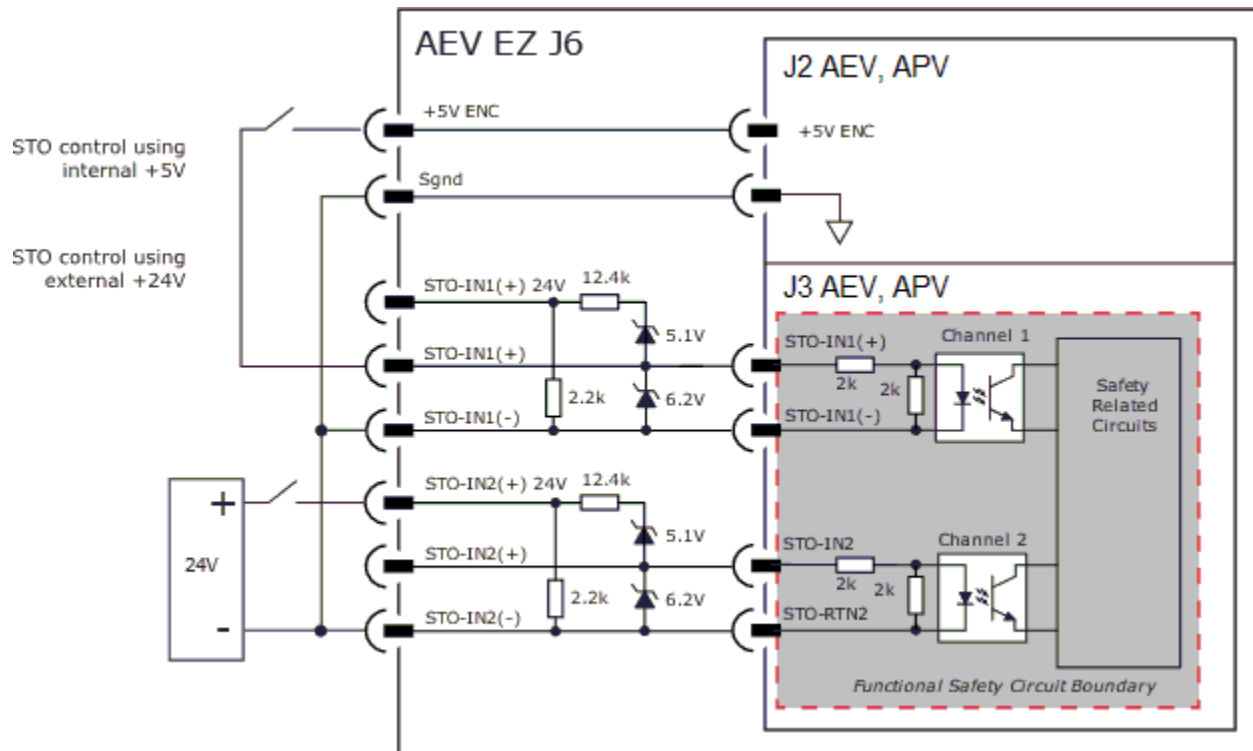 AEV EZ J6
J2 AEV, APV
+5V ENC
+5V ENC
STO control using
internal +5V
Sgnd
STO control using
external +24V
STO-IN1(+) 24V
12.4k
J3 AEV, APV
5.1V
STO-IN1(+)
STO-IN1(+)
Channel 1
2k
2k
2.2k
6.2V
Safety
Related
Circuits
STO-IN1(-)
STO-IN1(-)
STO-IN2(+) 24V
12.4k
+
24V
-
5.1V
STO-IN2(+)
STO-IN2
Channel 2
2k
2k
2.2k
6.2V
STO-IN2(-)
STO-RTN2
Functional Safety Circuit Boundary